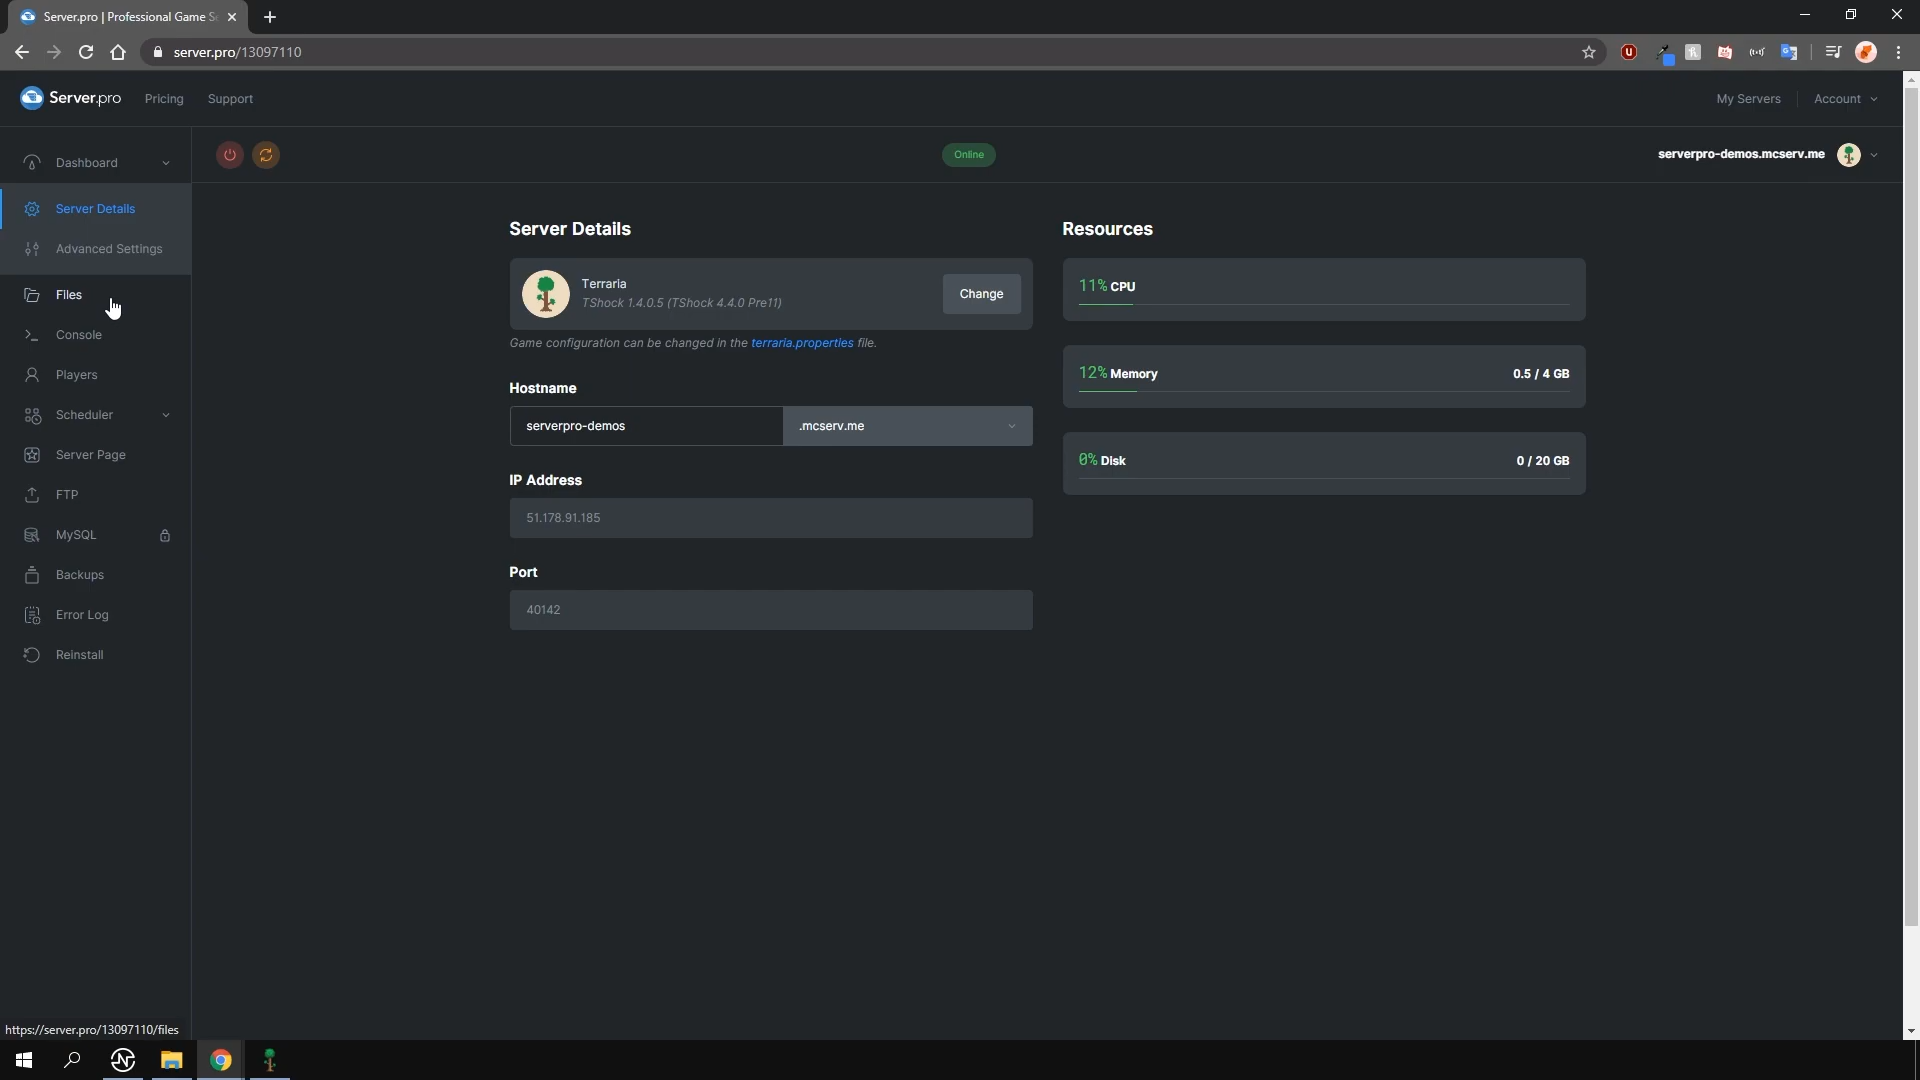 Server.pro | Professional Game S
server.pro/13097110
Server.pro
Pricing
Support
My Servers
Account
Dashboard
Online
serverpro-demos.mcserv.me
Server Details
Advanced Settings
Files
Console
Players
Scheduler
Server Page
FTP
MySQL
Backups
Error Log
Reinstall
Server Details
Terraria
TShock 1.4.0.5 (TShock 4.4.0 Pre11)
Change
Game configuration can be changed in the terraria.properties file.
Hostname
serverpro-demos
.mcserv.me
IP Address
51.178.91.185
Port
40142
Resources
11% CPU
12% Memory
0.5 / 4 GB
0% Disk
0 / 20 GB
https://server.pro/13097110/files